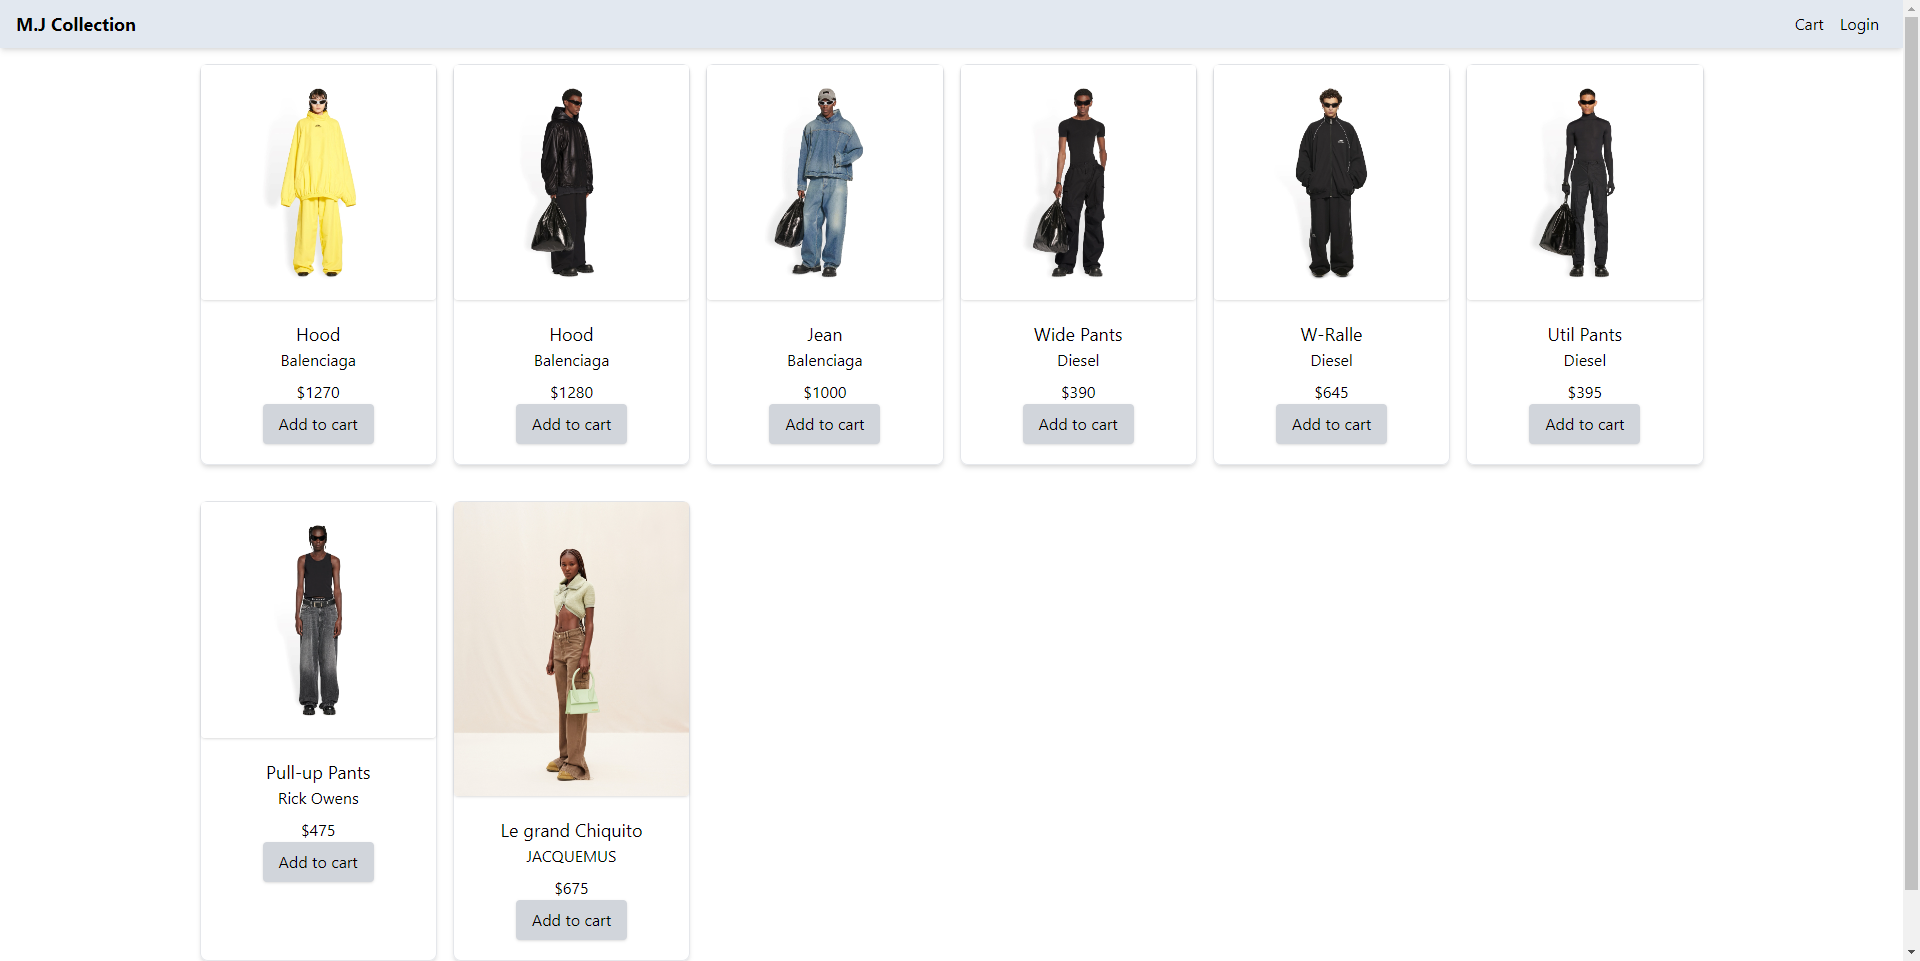 M.J Collection
Cart
Login
Hood
Balenciaga
$1270
Add to cart
Hood
Balenciaga
$1280
Add to cart
Jean
Balenciaga
$1000
Add to cart
Wide Pants
Diesel
$390
Add to cart
W-Ralle
Diesel
$645
Add to cart
Util Pants
Diesel
$395
Add to cart
Pull-up Pants
Rick Owens
$475
Add to cart
Le grand Chiquito
JACQUEMUS
$675
Add to cart